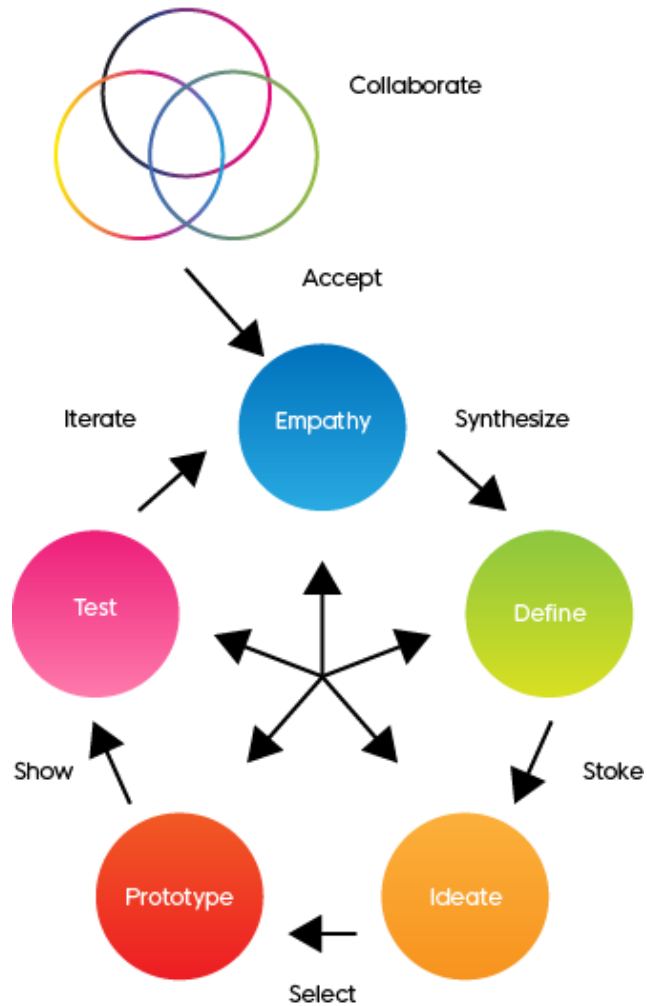 Collaborate
Accept
Iterate
Empathy
Synthesize
Test
Define
Show
Stoke
Prototype
Ideate
Select